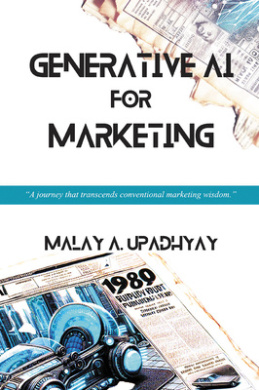 GENERATIVE AI
FOR
MARKETING
“A journey that transcends conventional marketing wisdom.”
MALAY A. UPADHYAY
1980